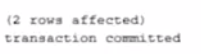 (2 rows affected)
transaction committed